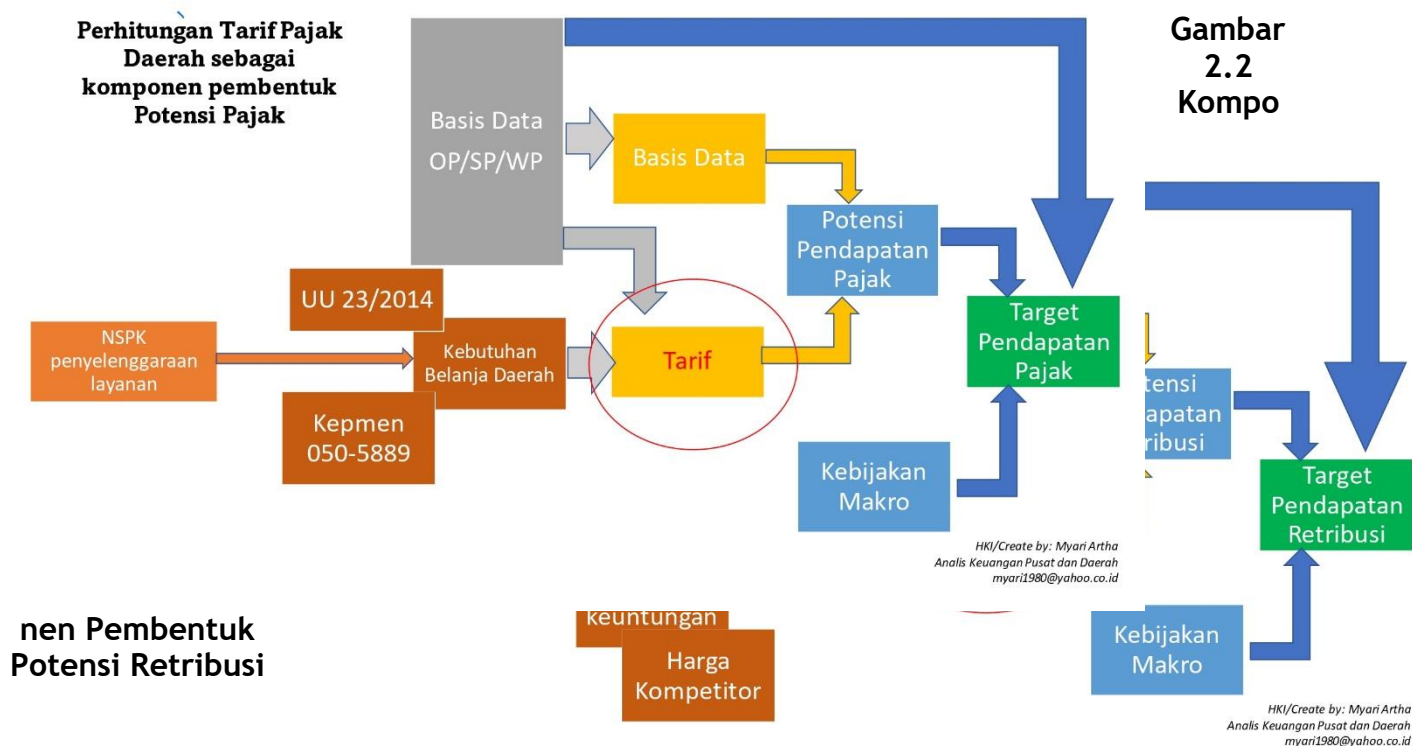 Perhitungan Tarif Pajak
Daerah sebagai
komponen pembentuk
Potensi Pajak
Gambar
2.2
Kompo
Basis Data
OP/SP/WP
Basis Data
Potensi
Pendapatan
Pajak
UU 23/2014
NSPK
penyelenggaraan
layanan
Kebutuhan
Belanja Daerah
Tarif
Target
Pendapatan
Pajak
Kepmen
050-5889
Kebijakan
Makro
HKI/Create by: Myari Artha
Analis Keuangan Pusat dan Daerah
myari1980@yahoo.co.id
tensi
apatan
ribusi
Target
Pendapatan
Retribusi
nen Pembentuk
Potensi Retribusi
keuntungan
Harga
Kompetitor
Kebijakan
Makro
HKI/Create by: Myari Artha
Analis Keuangan Pusat dan Daerah
myari1980@yahoo.co.id